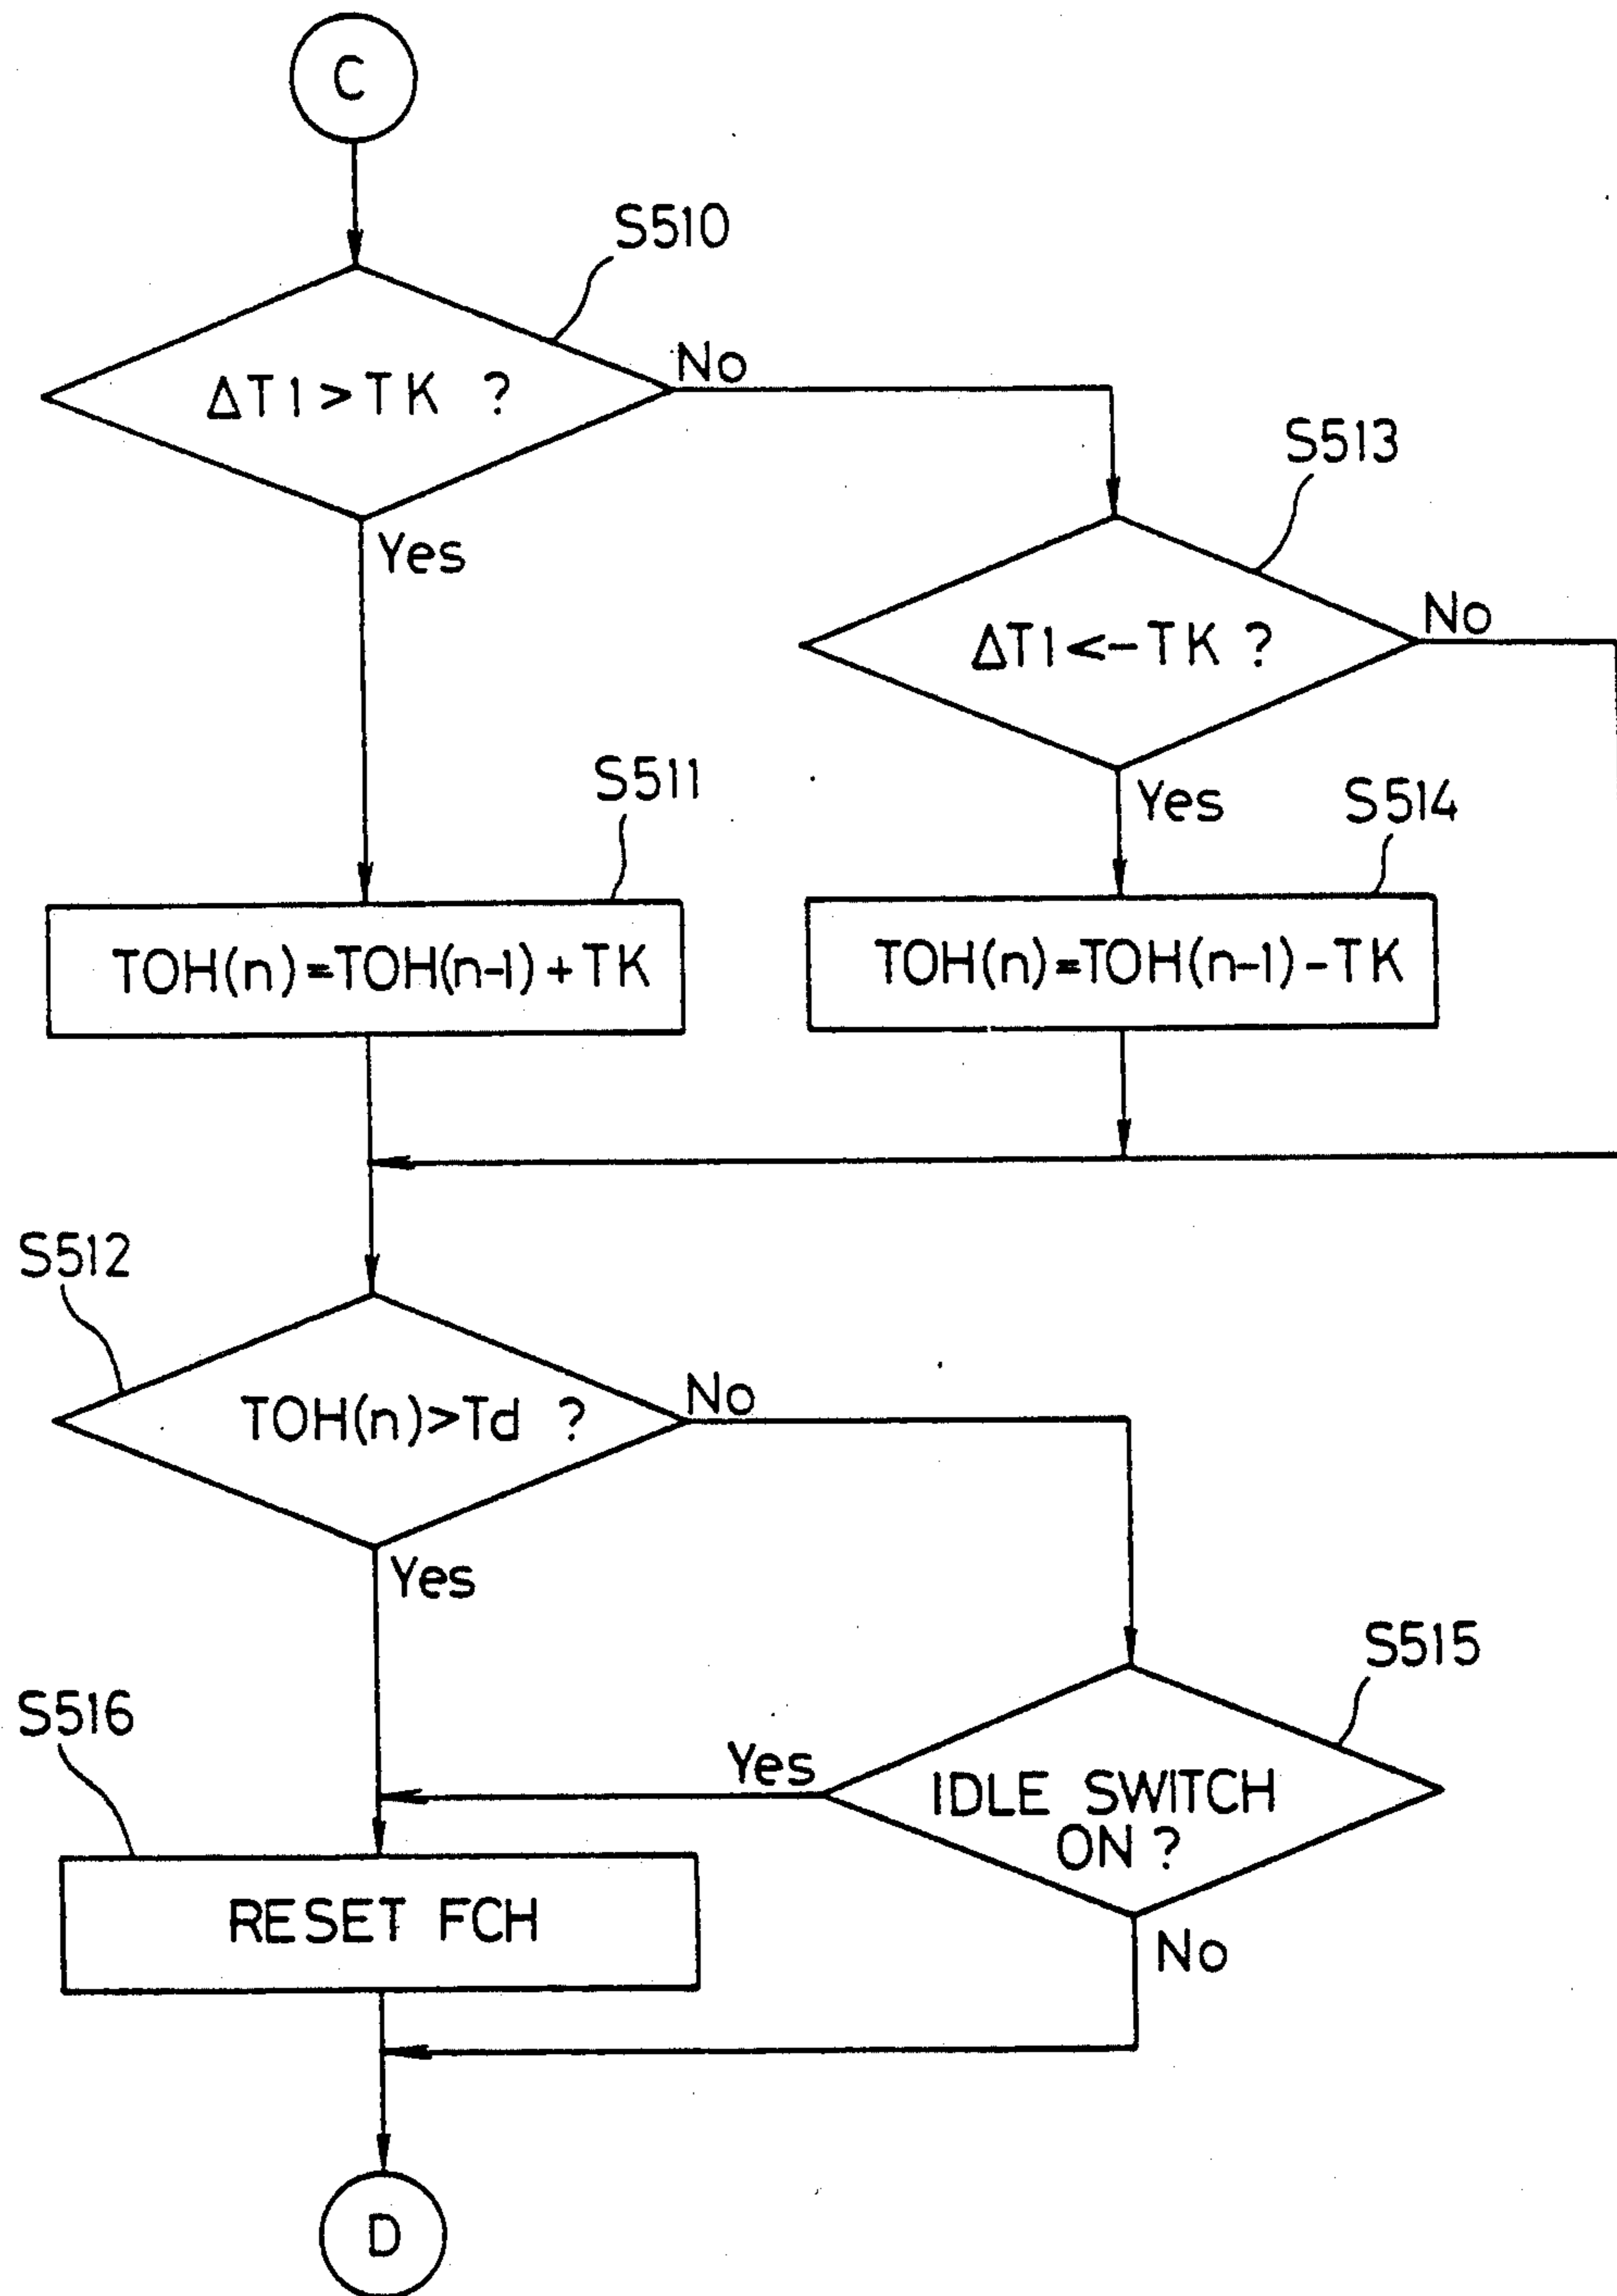 C
S510
ΔT1>TK ?
No
Yes
S513
ΔT1<-TK ?
No
Yes
S511
TOH(n)=TOH(n-1)+TK
S514
TOH(n)=TOH(n-1)-TK
S512
TOH(n)>Td ?
No
Yes
S515
IDLE SWITCH
ON ?
Yes
No
S516
RESET FCH
D